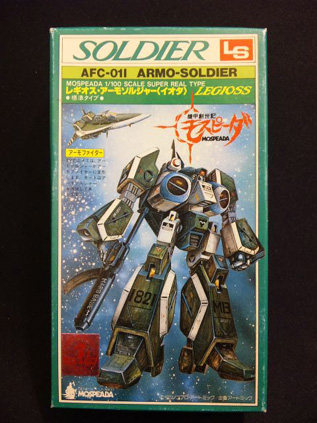 SOLDIER LS
AFC-01I ARMO-SOLDIER
MOSPEADA 1/100 SCALE SUPER REAL TYPE
レギオス・アーモソルジャー〈イオタ〉 LEGIOSS
●標準タイプ●
機甲創世記
モスピーダ
MOSPEADA
アーモファイター
182
MB
MOSPEADA